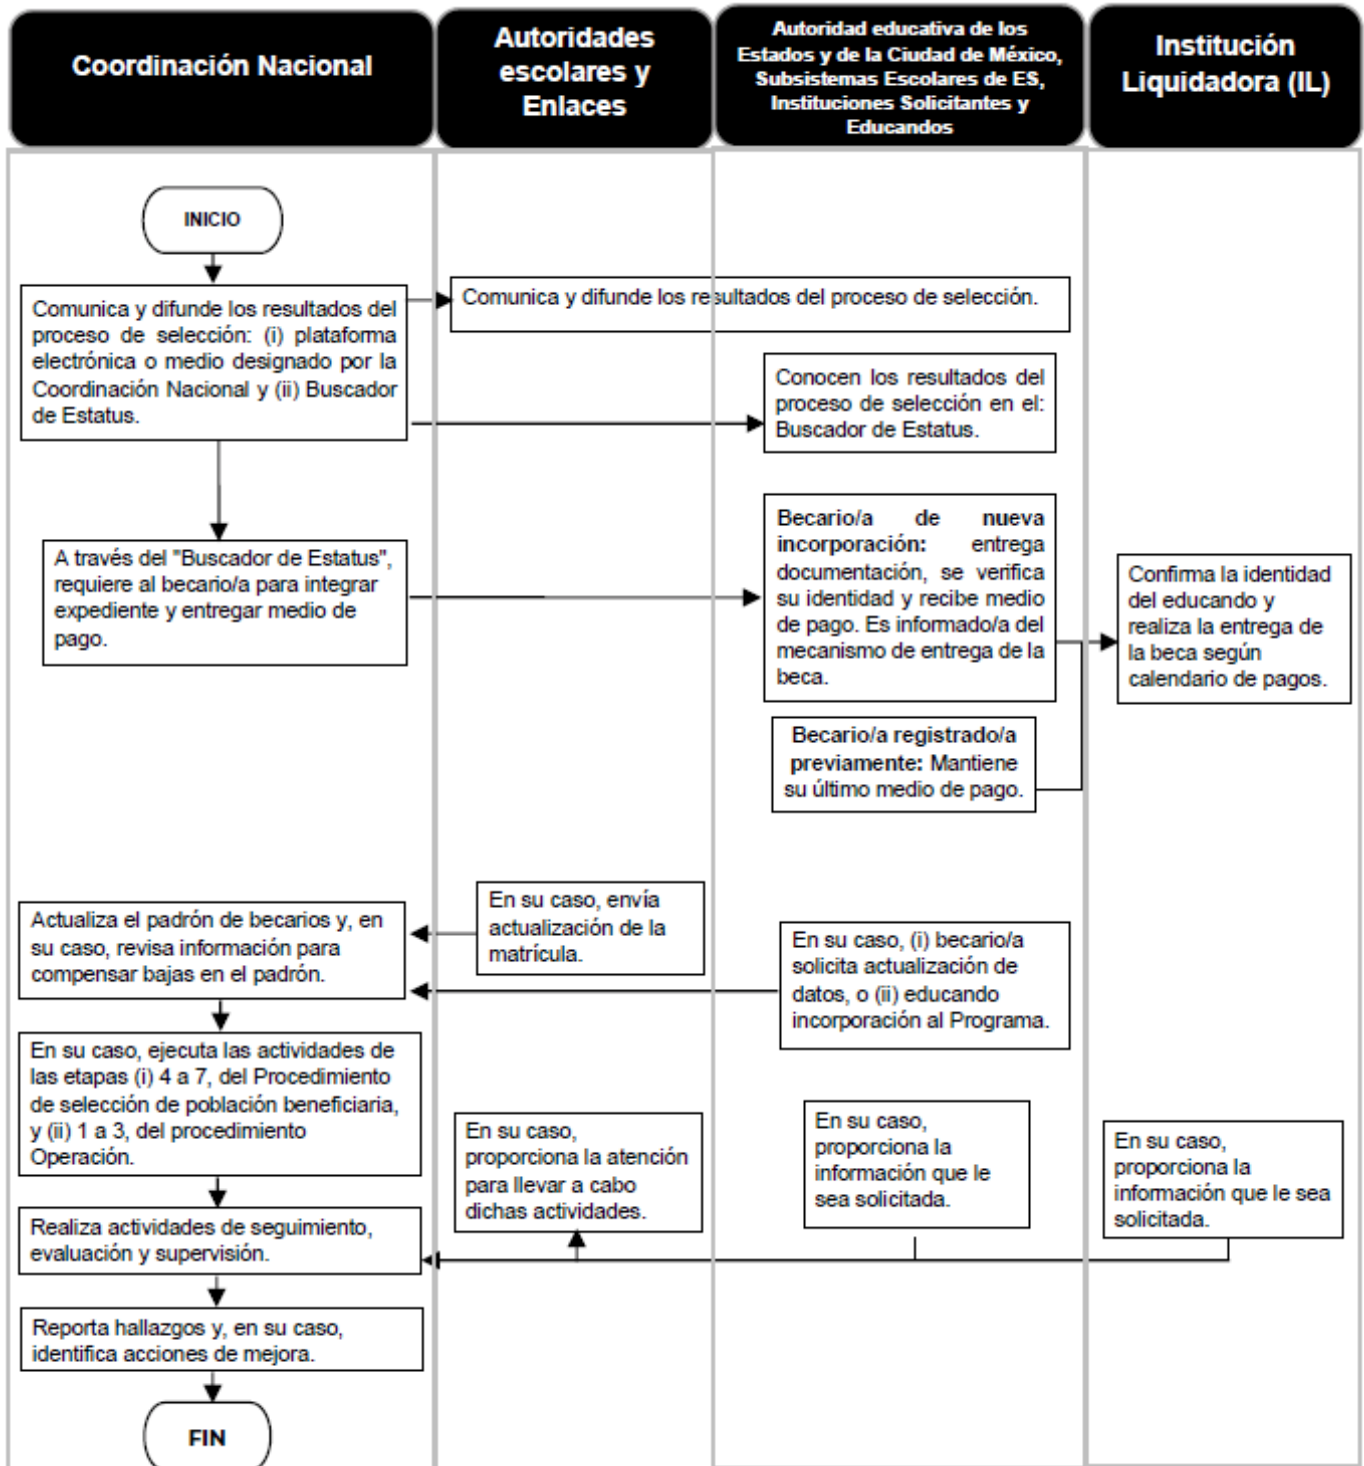 Coordinación Nacional
Autoridades
escolares y
Enlaces
Autoridad educativa de los
Estados y de la Ciudad de México,
Subsistemas Escolares de ES,
Instituciones Solicitantes y
Educandos
Institución
Liquidadora (IL)
INICIO
Comunica y difunde los resultados del
proceso de selección: (i) plataforma
electrónica o medio designado por la
Coordinación Nacional y (ii) Buscador
de Estatus.
Comunica y difunde los resultados del proceso de selección.
Conocen los resultados del
proceso de selección en el:
Buscador de Estatus.
A través del "Buscador de Estatus",
requiere al becario/a para integrar
expediente y entregar medio de
pago.
Becario/a de nueva
incorporación: entrega
documentación, se verifica
su identidad y recibe medio
de pago. Es informado/a del
mecanismo de entrega de la
beca.
Confirma la identidad
del educando y
realiza la entrega de
la beca según
calendario de pagos.
Becario/a registrado/a
previamente: Mantiene
su último medio de pago.
Actualiza el padrón de becarios y, en
su caso, revisa información para
compensar bajas en el padrón.
En su caso, envía
actualización de la
matrícula.
En su caso, (i) becario/a
solicita actualización de
datos, o (ii) educando
incorporación al Programa.
En su caso, ejecuta las actividades de
las etapas (i) 4 a 7, del Procedimiento
de selección de población beneficiaria,
y (ii) 1 a 3, del procedimiento
Operación.
En su caso,
proporciona la atención
para llevar a cabo
dichas actividades.
En su caso,
proporciona la
información que le
sea solicitada.
En su caso,
proporciona la
información que le sea
solicitada.
Realiza actividades de seguimiento,
evaluación y supervisión.
Reporta hallazgos y, en su caso,
identifica acciones de mejora.
FIN